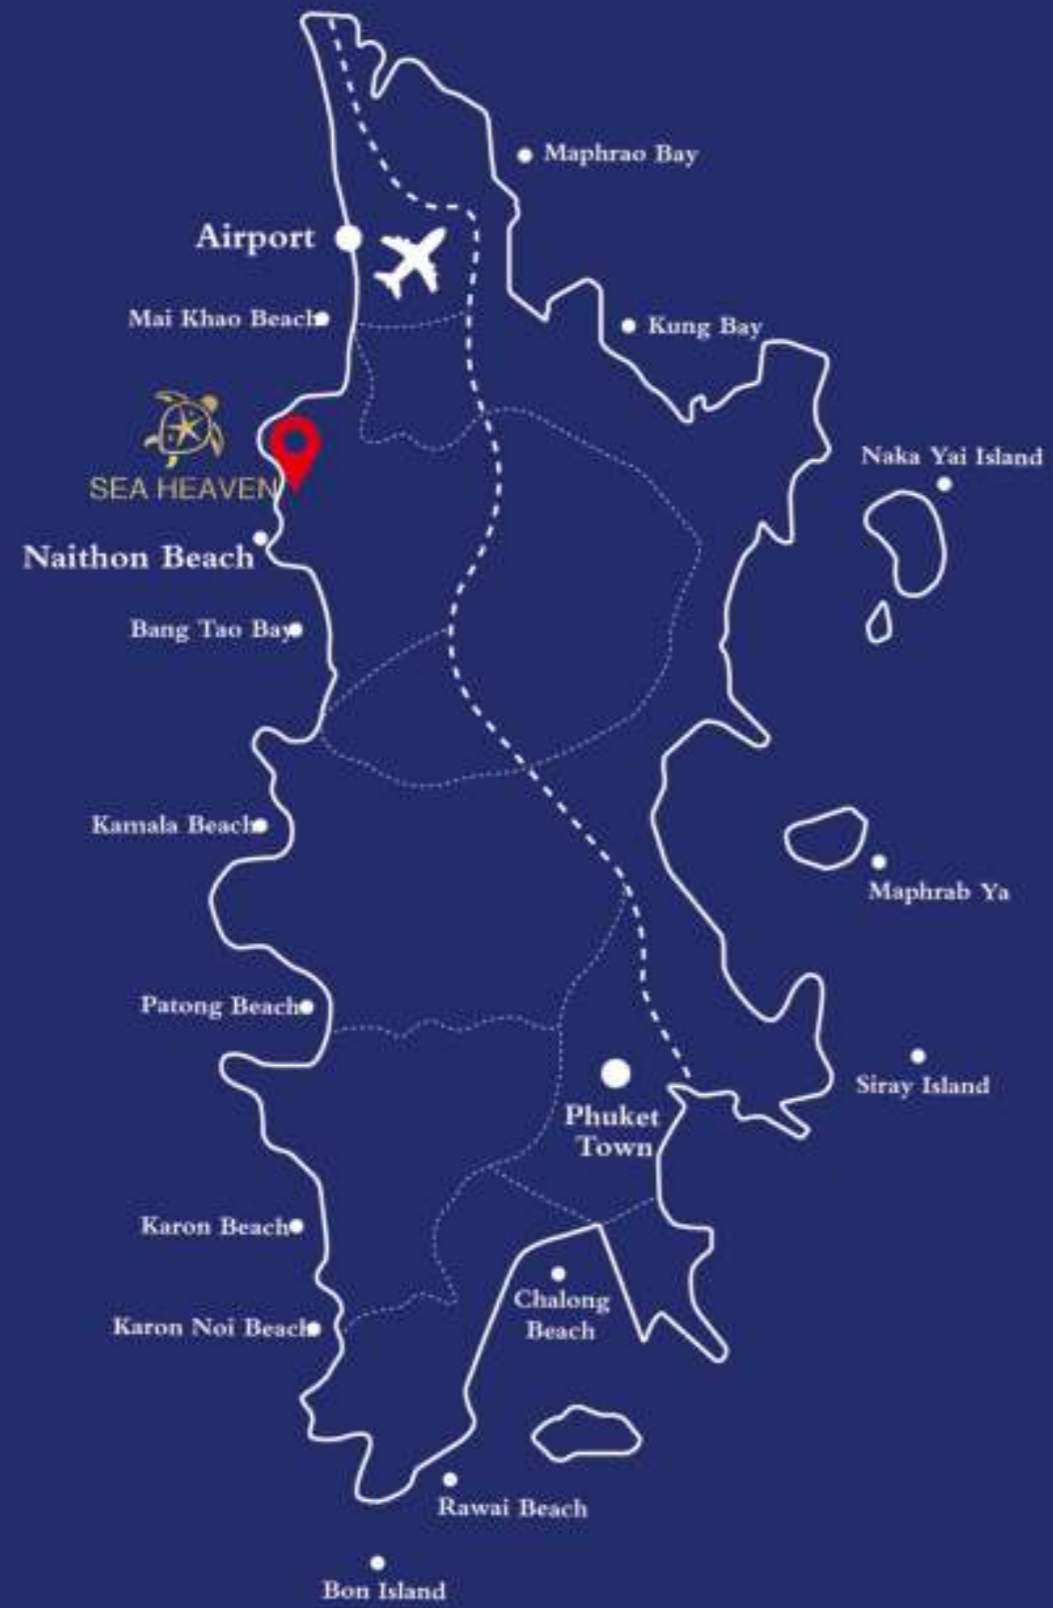 Maphrao Bay
Airport
Mai Khao Beach
Kung Bay
Naka Yai Island
SEA HEAVEN
Naithon Beach
Bang Tao Bay
Kamala Beach
Maphrab Ya
Patong Beach
Siray Island
Phuket
Town
Karon Beach
Chalong
Beach
Karon Noi Beach
Rawai Beach
Bon Island